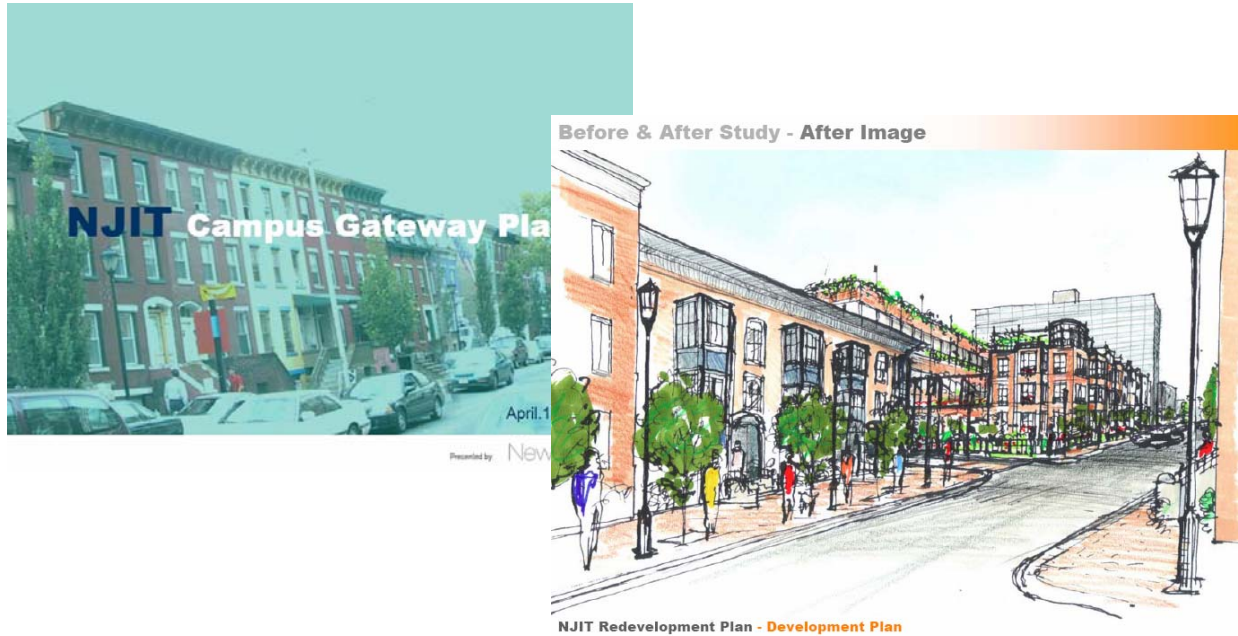 NJIT Campus Gateway Pla
April.1
Presented by New
Before & After Study - After Image
NJIT Redevelopment Plan - Development Plan